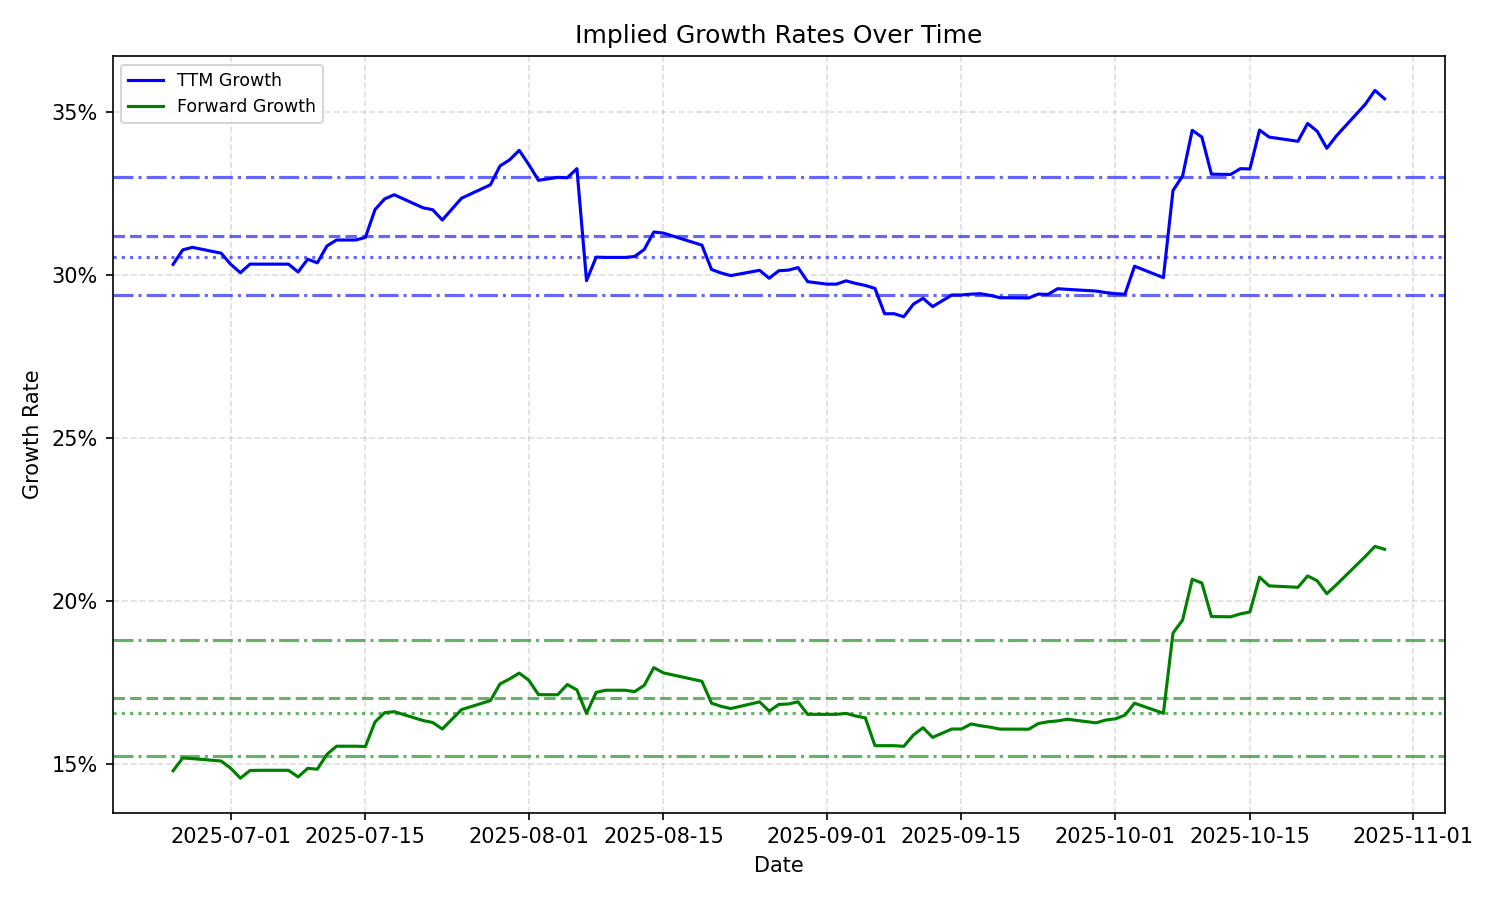 Implied Growth Rates Over Time
TTM Growth
Forward Growth
35%
30%
25%
20%
15%
Growth Rate
2025-07-01 2025-07-15 2025-08-01 2025-08-15 2025-09-01 2025-09-15 2025-10-01 2025-10-15 2025-11-01
Date